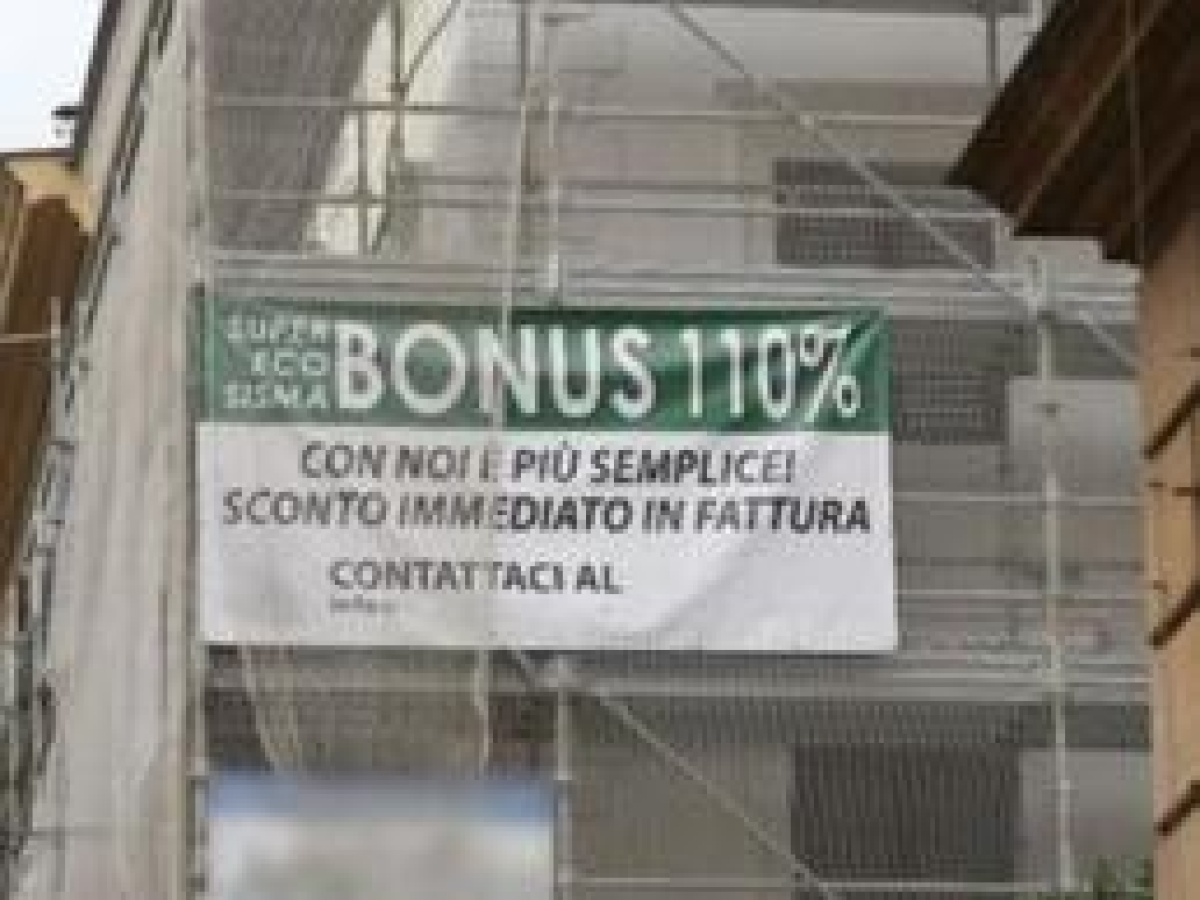 SUPER
ECO
SISMA
BONUS 110%
CON NOI È PIÙ SEMPLICE!
SCONTO IMMEDIATO IN FATTURA
CONTATTACI AL